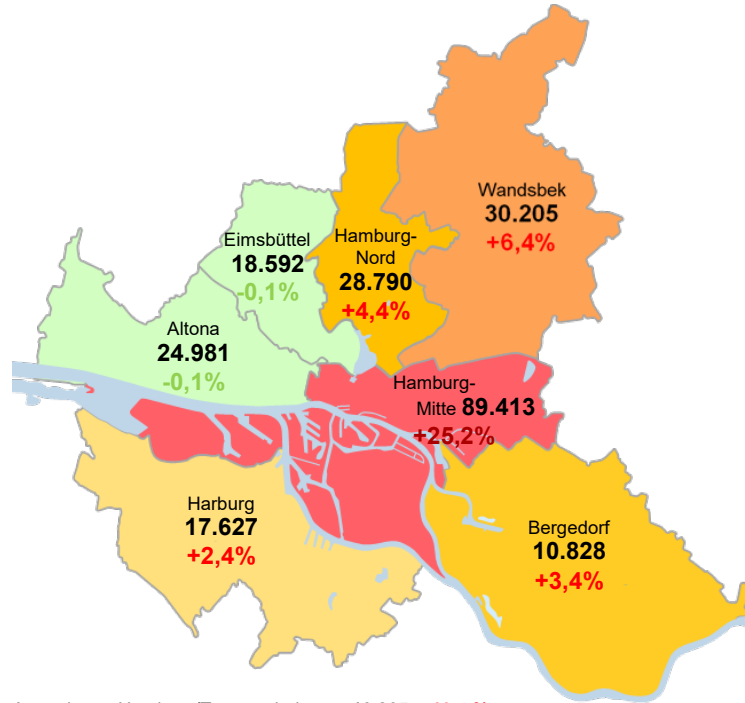 Wandsbek
30.205
+6,4%
Eimsbüttel
18.592
-0,1%
Hamburg-
Nord
28.790
+4,4%
Altona
24.981
-0,1%
Hamburg-
Mitte 89.413
+25,2%
Harburg
17.627
+2,4%
Bergedorf
10.828
+3,4%